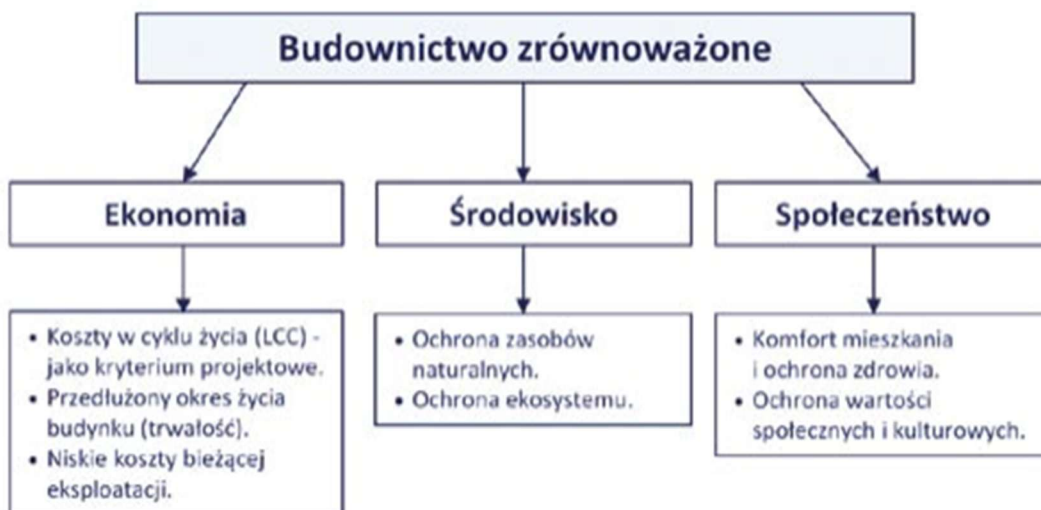 Budownictwo zrównoważone
Ekonomia
Środowisko
Społeczeństwo
• Koszty w cyklu życia (LCC) -
jako kryterium projektowe.
• Przedłużony okres życia
budynku (trwałość).
• Niskie koszty bieżącej
eksploatacji.
• Ochrona zasobów
naturalnych.
• Ochrona ekosystemu.
• Komfort mieszkania
i ochrona zdrowia.
• Ochrona wartości
społecznych i kulturowych.